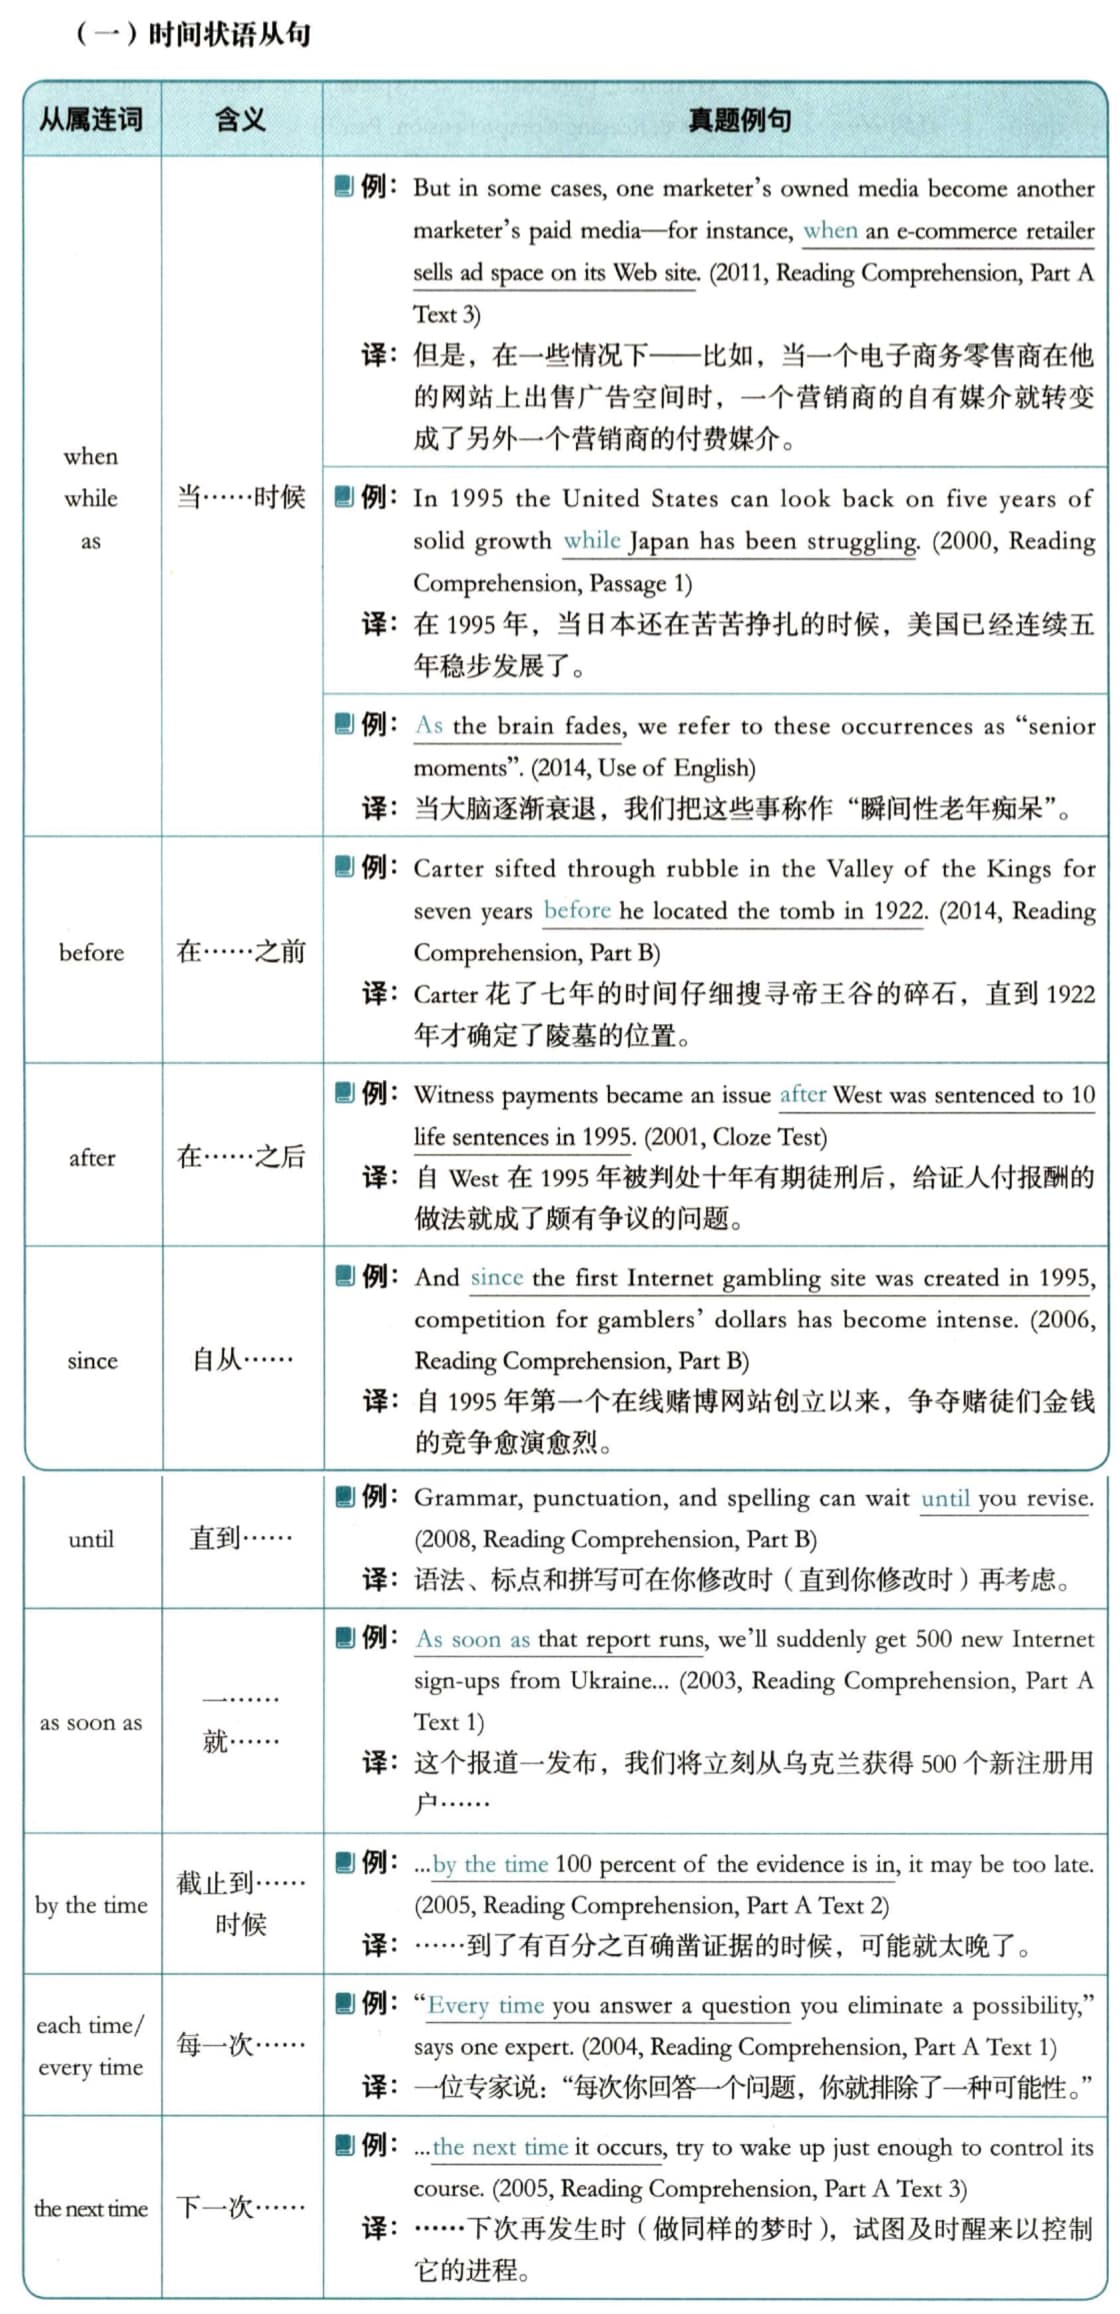 （一）时间状语从句
从属连词 含义 真题例句
when
while
as
当……时候
例：But in some cases, one marketer’s owned media become another
marketer’s paid media—for instance, when an e-commerce retailer
sells ad space on its Web site. (2011, Reading Comprehension, Part A
Text 3)
译：但是，在一些情况下——比如，当一个电子商务零售商在他
的网站上出售广告空间时，一个营销商的自有媒介就转变
成了另外一个营销商的付费媒介。
例：In 1995 the United States can look back on five years of
solid growth while Japan has been struggling. (2000, Reading
Comprehension, Passage 1)
译：在 1995 年，当日本还在苦苦挣扎的时候，美国已经连续五
年稳步发展了。
例：As the brain fades, we refer to these occurrences as “senior
moments”. (2014, Use of English)
译：当大脑逐渐衰退，我们把这些事称作“瞬间性老年痴呆”。
before
在……之前
例：Carter sifted through rubble in the Valley of the Kings for
seven years before he located the tomb in 1922. (2014, Reading
Comprehension, Part B)
译：Carter 花了七年的时间仔细搜寻帝王谷的碎石，直到 1922
年才确定了陵墓的位置。
after
在……之后
例：Witness payments became an issue after West was sentenced to 10
life sentences in 1995. (2001, Cloze Test)
译：自 West 在 1995 年被判处十年有期徒刑后，给证人付报酬的
做法就成了颇有争议的问题。
since
自从……
例：And since the first Internet gambling site was created in 1995,
competition for gamblers’ dollars has become intense. (2006,
Reading Comprehension, Part B)
译：自 1995 年第一个在线赌博网站创立以来，争夺赌徒们金钱
的竞争愈演愈烈。
until
直到……
例：Grammar, punctuation, and spelling can wait until you revise.
(2008, Reading Comprehension, Part B)
译：语法、标点和拼写可在你修改时（直到你修改时）再考虑。
as soon as
一……
就……
例：As soon as that report runs, we’ll suddenly get 500 new Internet
sign-ups from Ukraine... (2003, Reading Comprehension, Part A
Text 1)
译：这个报道一发布，我们将立刻从乌克兰获得 500 个新注册用
户……
by the time
截止到……
时候
例：...by the time 100 percent of the evidence is in, it may be too late.
(2005, Reading Comprehension, Part A Text 2)
译：……到了有百分之百确凿证据的时候，可能就太晚了。
each time/
every time
每一次……
例：“Every time you answer a question you eliminate a possibility,”
says one expert. (2004, Reading Comprehension, Part A Text 1)
译：一位专家说：“每次你回答一个问题，你就排除了一种可能性。”
the next time
下一次……
例：...the next time it occurs, try to wake up just enough to control its
course. (2005, Reading Comprehension, Part A Text 3)
译：……下次再发生时（做同样的梦时），试图及时醒来以控制
它的进程。